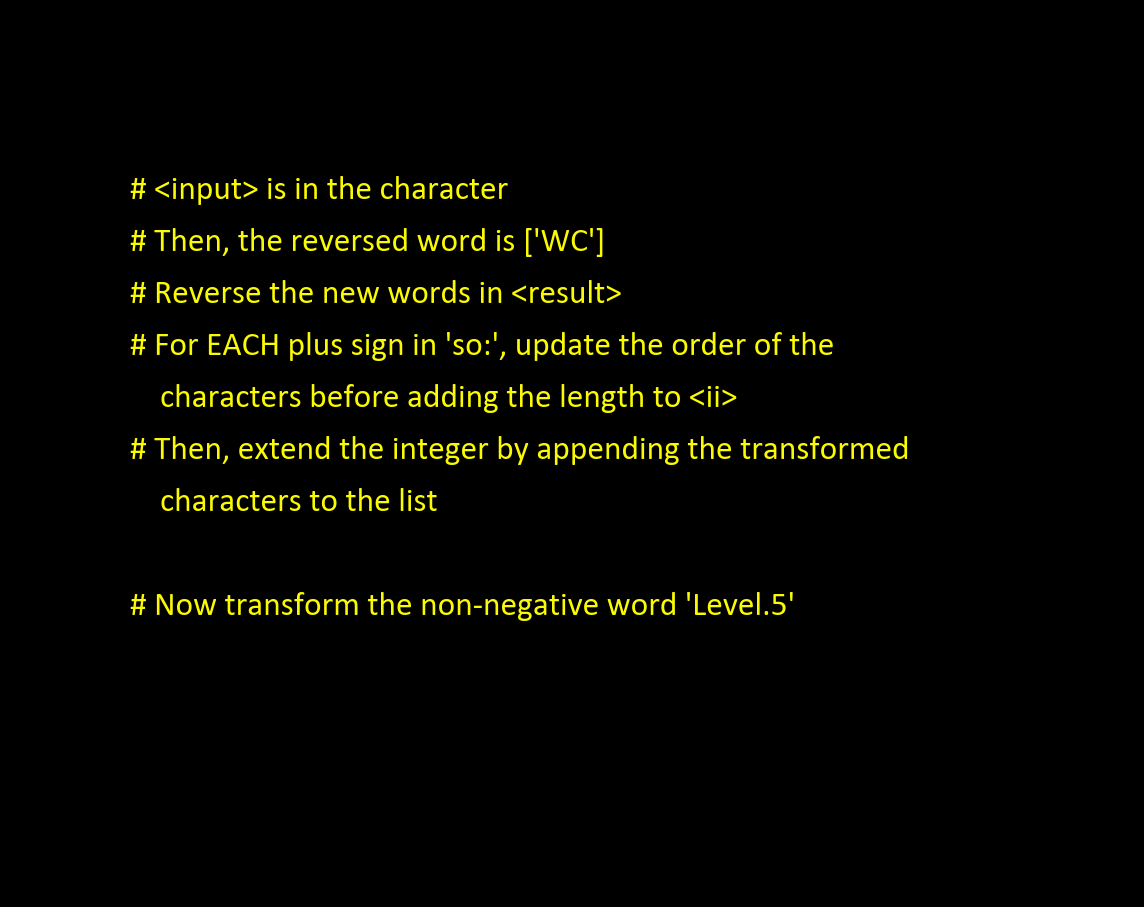 # <input> is in the character
# Then, the reversed word is ['WC']
# Reverse the new words in <result>
# For EACH plus sign in 'so:', update the order of the
characters before adding the length to <ii>
# Then, extend the integer by appending the transformed
characters to the list
# Now transform the non-negative word 'Level.5'